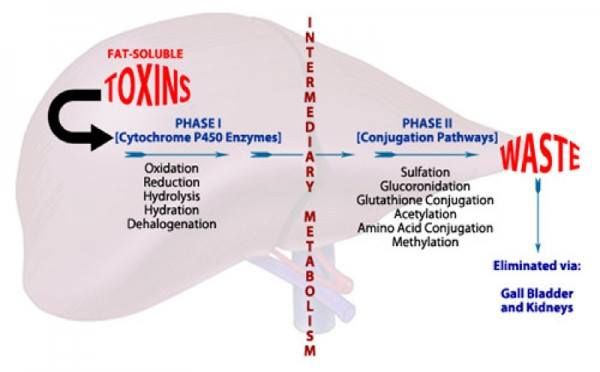 FAT-SOLUBLE
TOXINS
PHASE I
[Cytochrome P450 Enzymes]
Oxidation
Reduction
Hydrolysis
Hydration
Dehalogenation
INTERMEDIARY METABOLISM
PHASE II
[Conjugation Pathways]
Sulfation
Glucoronidation
Glutathione Conjugation
Acetylation
Amino Acid Conjugation
Methylation
WASTE
Eliminated via:
Gall Bladder
and Kidneys